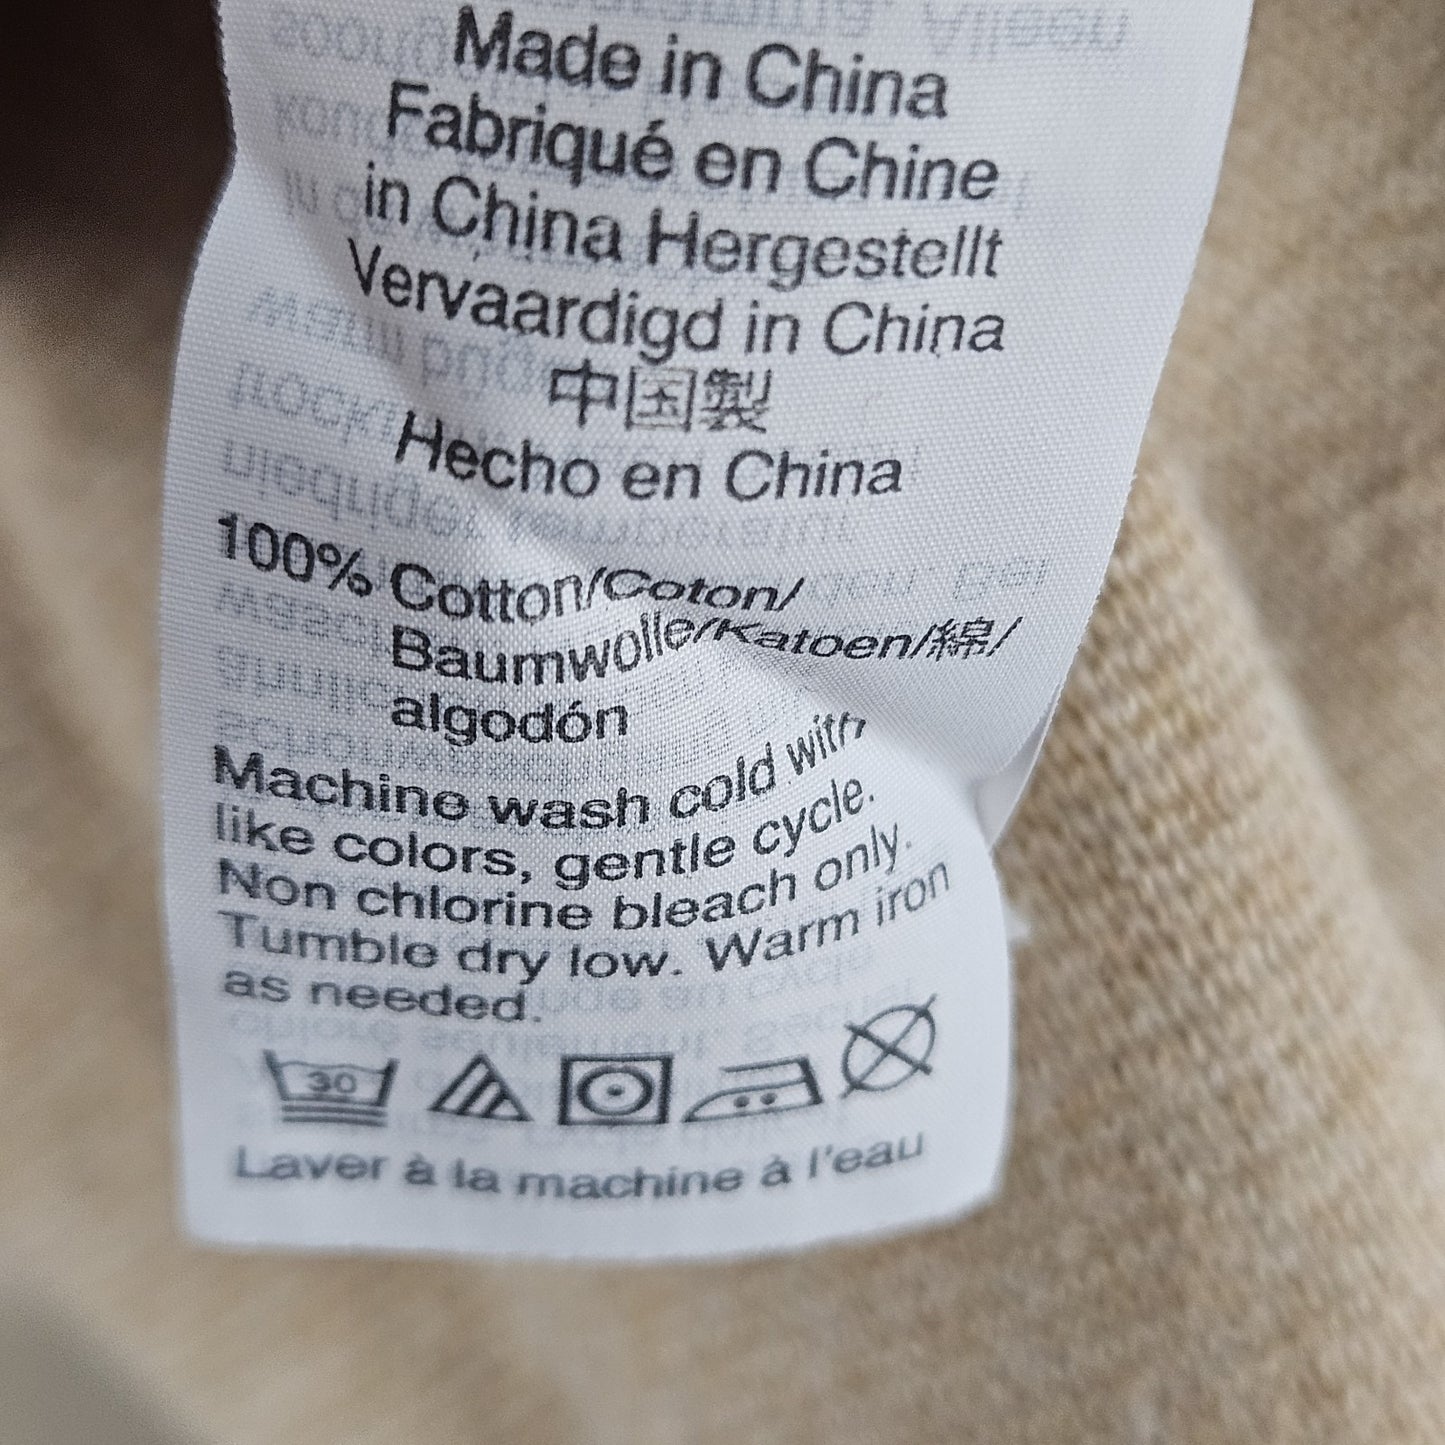 Made in China
Fabriqué en Chine
in China Hergestellt
Vervaardigd in China
中国製
Hecho en China
100% Cotton/Coton/
Baumwolle/Katoen/綿/
algodón
Machine wash cold with
like colors, gentle cycle.
Non chlorine bleach only.
Tumble dry low. Warm iron
as needed.
30
Laver à la machine à l'eau